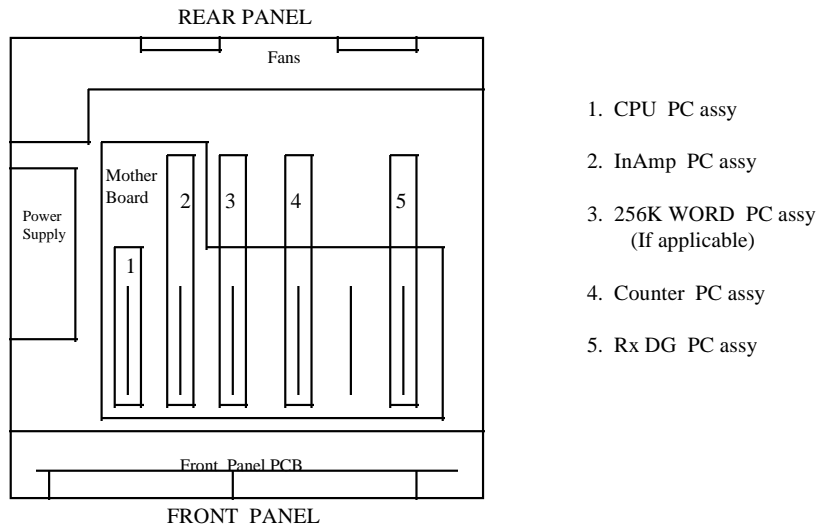 REAR PANEL
Fans
Mother
Board
Power
Supply
1
2
3
4
5
Front Panel PCB
FRONT PANEL
1. CPU PC assy
2. InAmp PC assy
3. 256K WORD PC assy
(If applicable)
4. Counter PC assy
5. Rx DG PC assy